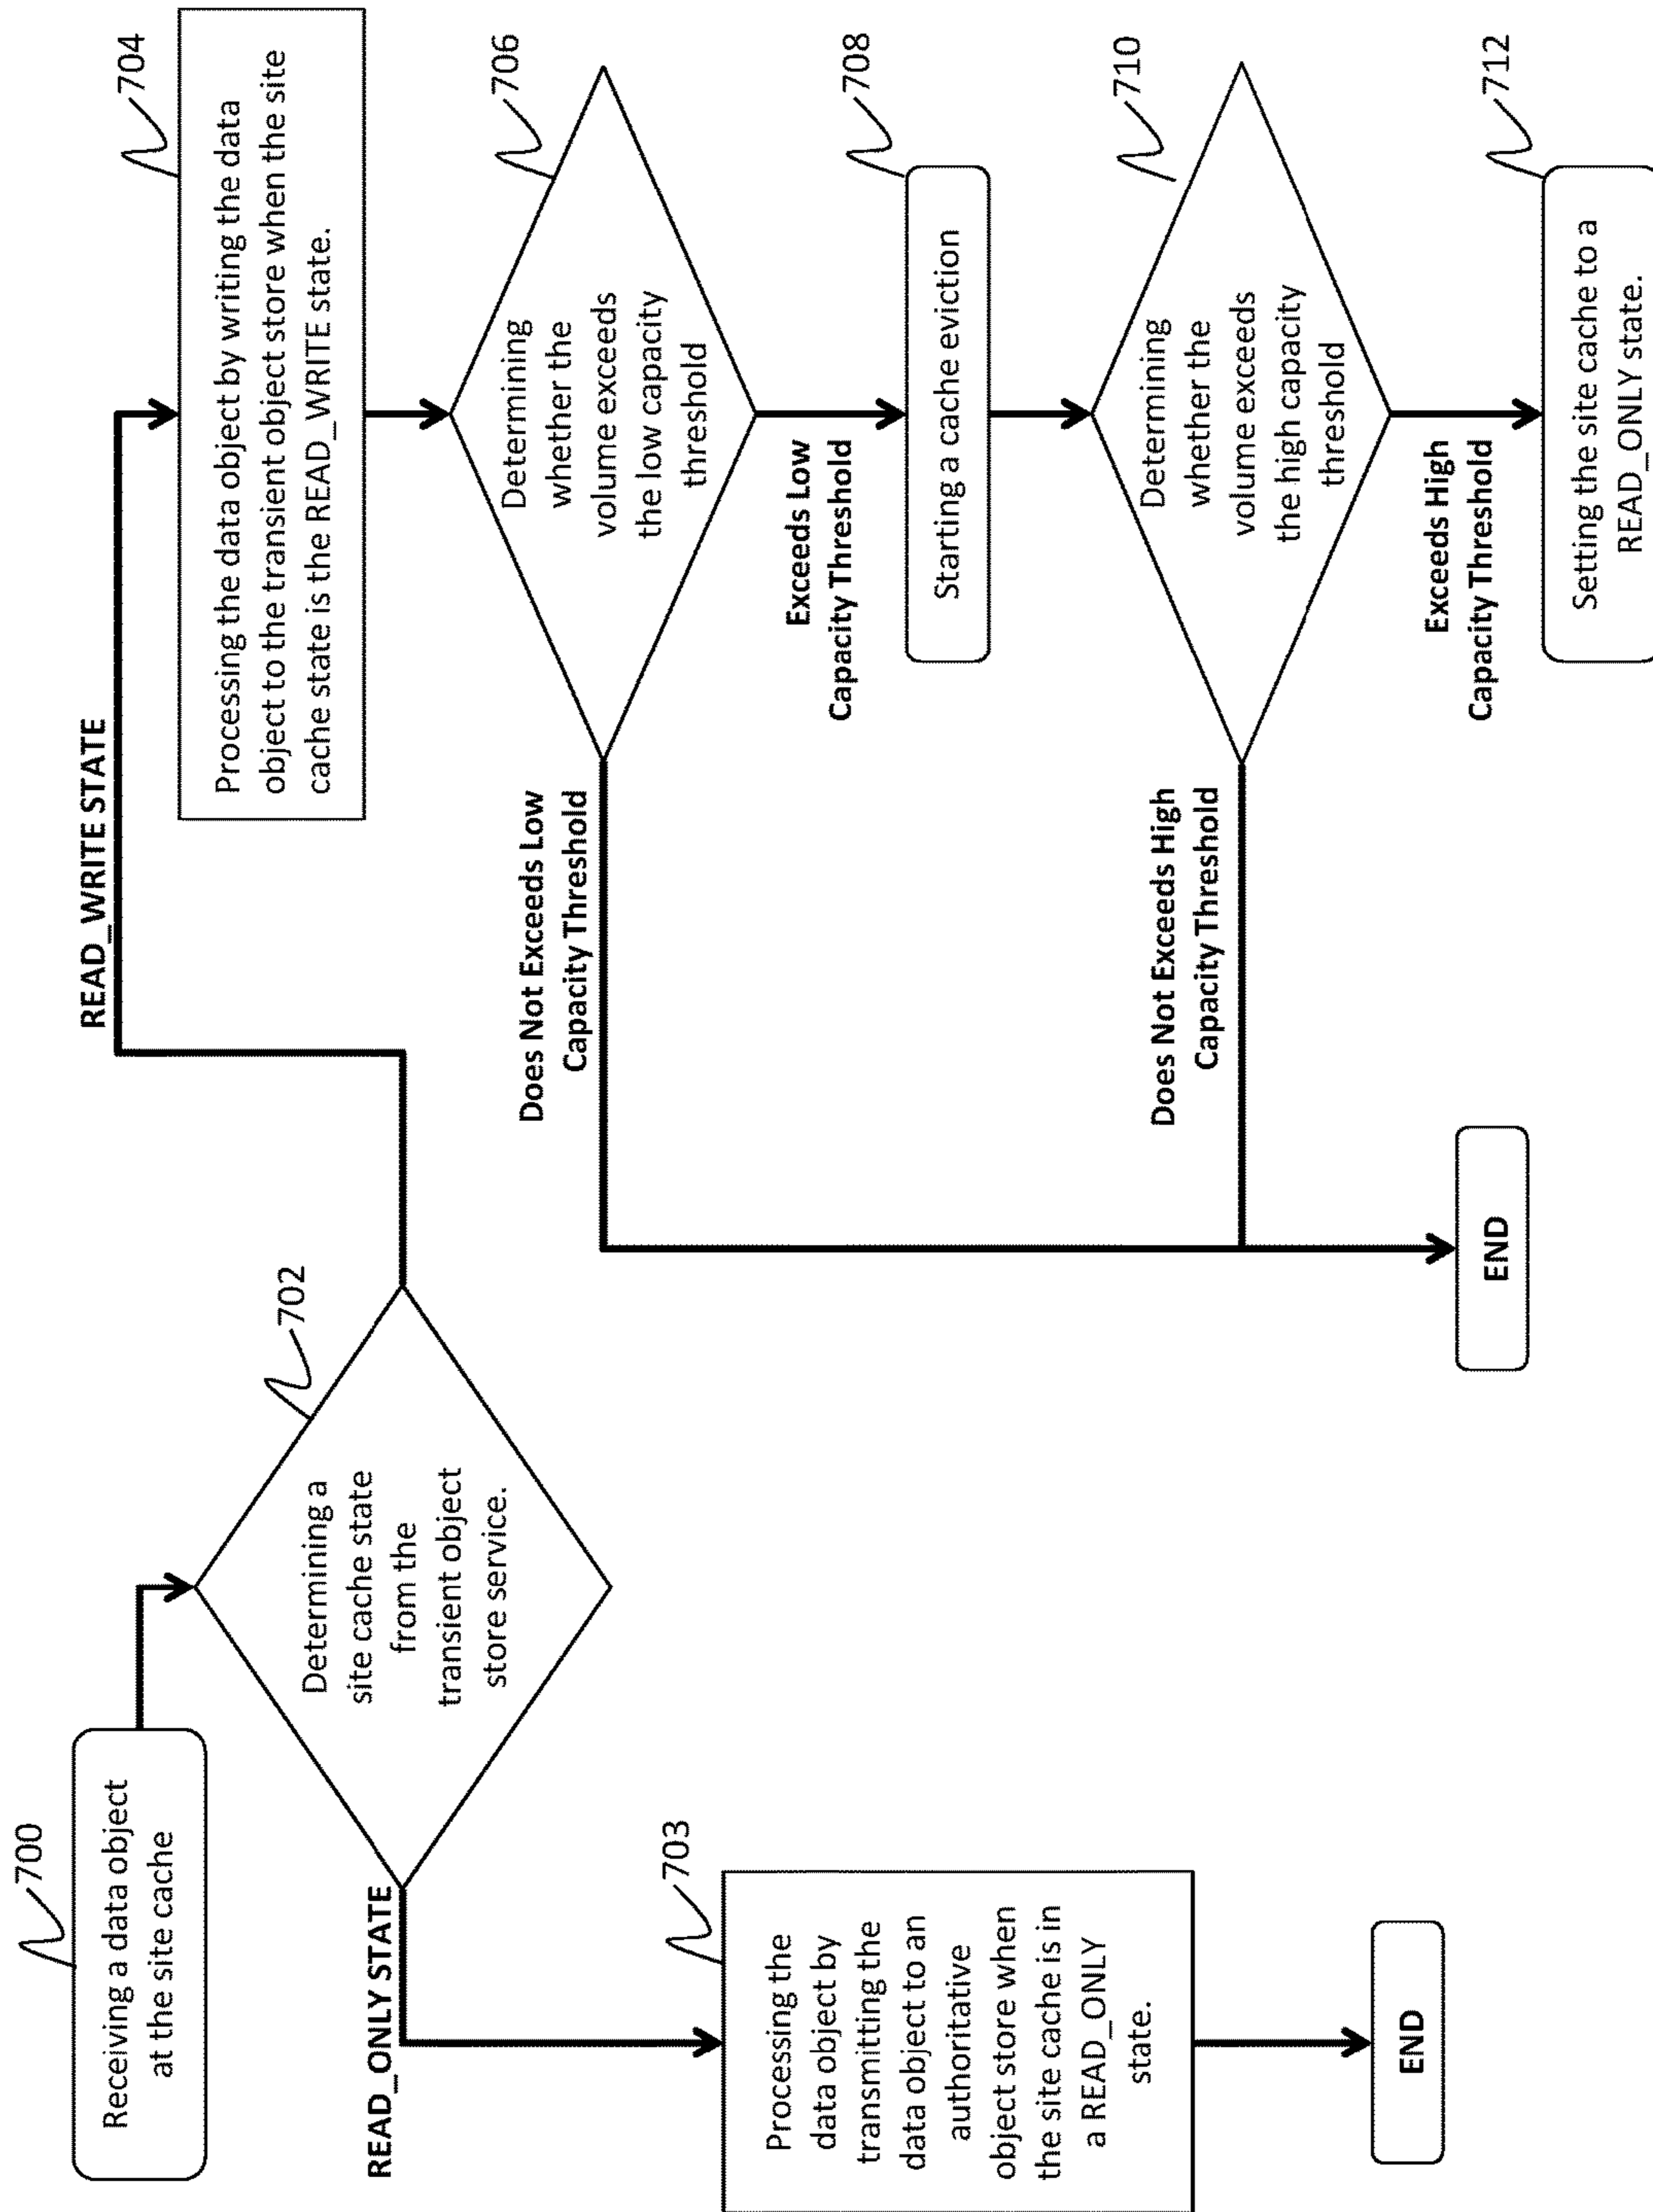 700
Receiving a data object
at the site cache
702
Determining a
site cache state
from the
transient object
store service.
READ_ONLY STATE
703
Processing the
data object by
transmitting the
data object to an
authoritative
object store when
the site cache is in
a READ_ONLY
state.
END
READ_WRITE STATE
704
Processing the data object by writing the data
object to the transient object store when the site
cache state is the READ_WRITE state.
706
Determining
whether the
volume exceeds
the low capacity
threshold
Does Not Exceeds Low
Capacity Threshold
Exceeds Low
Capacity Threshold
708
Starting a cache eviction
710
Determining
whether the
volume exceeds
the high capacity
threshold
Does Not Exceeds High
Capacity Threshold
Exceeds High
Capacity Threshold
712
Setting the site cache to a
READ_ONLY state.
END